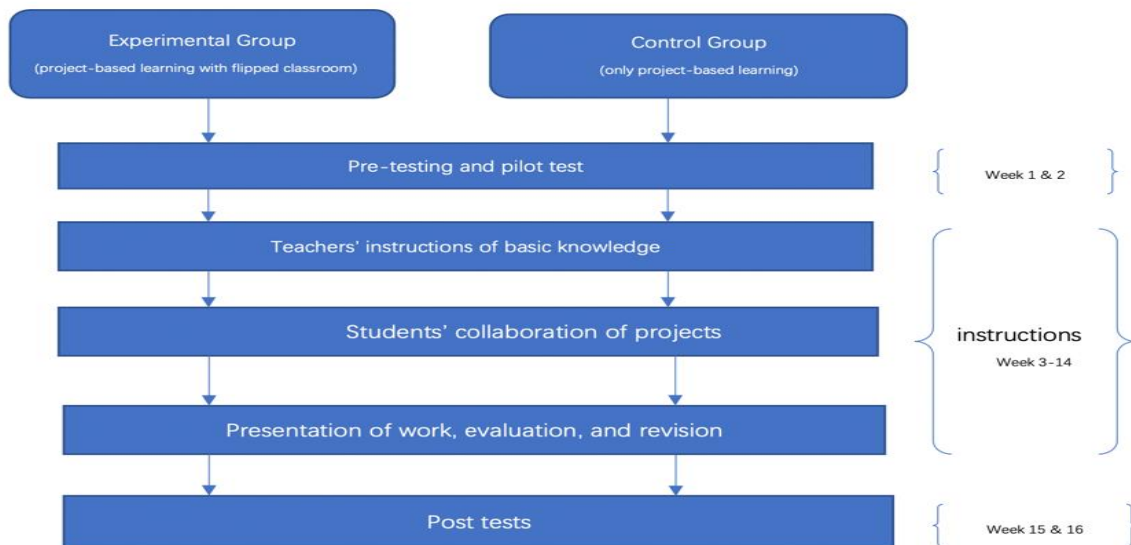 Experimental Group
(project-based learning with flipped classroom)
Control Group
(only project-based learning)
Pre-testing and pilot test
Week 1 & 2
Teachers' instructions of basic knowledge
Students' collaboration of projects
instructions
Week 3-14
Presentation of work, evaluation, and revision
Post tests
Week 15 & 16